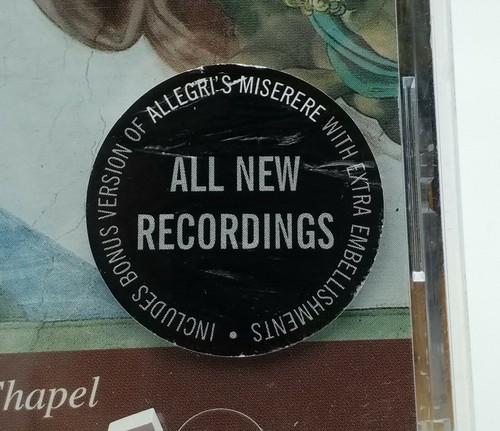 INCLUDES BONUS VERSION OF ALLEGRI'S MISERERE WITH EXTRA EMBELLISHMENTS •
ALL NEW
RECORDINGS
Chapel